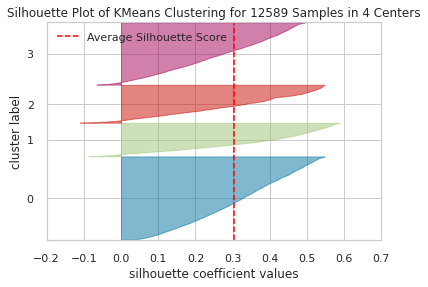 Silhouette Plot of KMeans Clustering for 12589 Samples in 4 Centers
Average Silhouette Score
cluster label
3
2
1
0
−0.2 −0.1 0.0 0.1 0.2 0.3 0.4 0.5 0.6 0.7
silhouette coefficient values